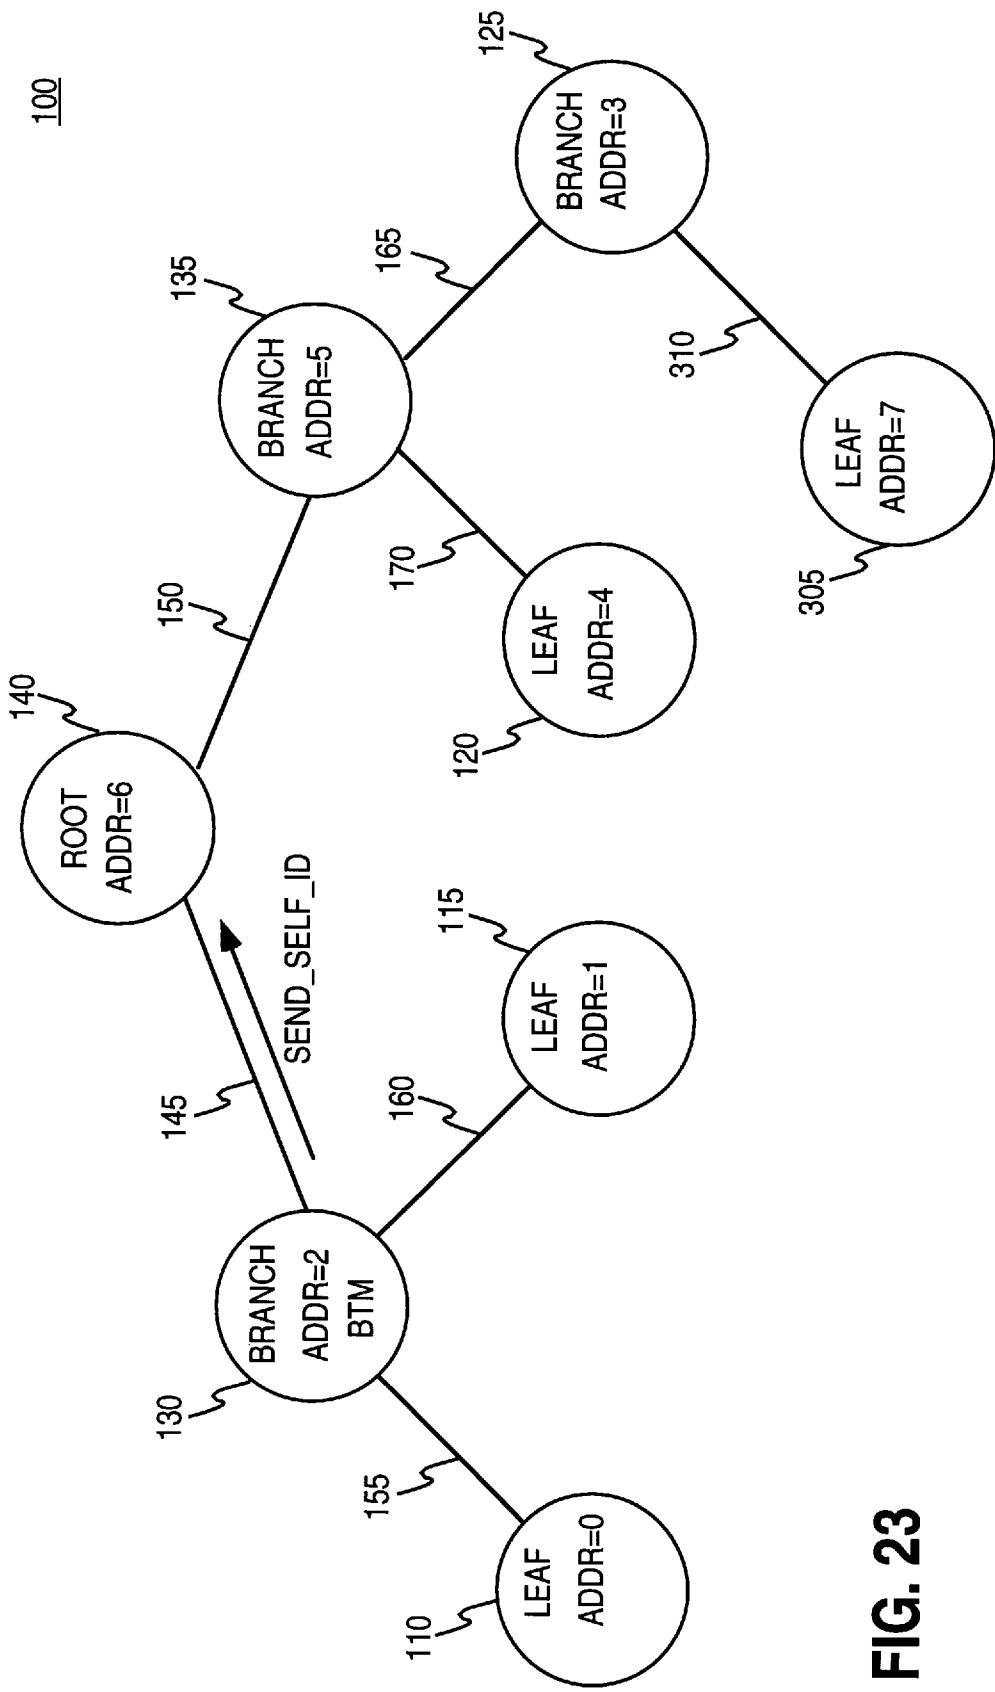 100
140
ROOT
ADDR=6
145
150
SEND_SELF_ID
130
BRANCH
ADDR=2
BTM
135
BRANCH
ADDR=5
155
160
170
165
110
LEAF
ADDR=0
115
LEAF
ADDR=1
120
LEAF
ADDR=4
125
BRANCH
ADDR=3
310
305
LEAF
ADDR=7
FIG. 23